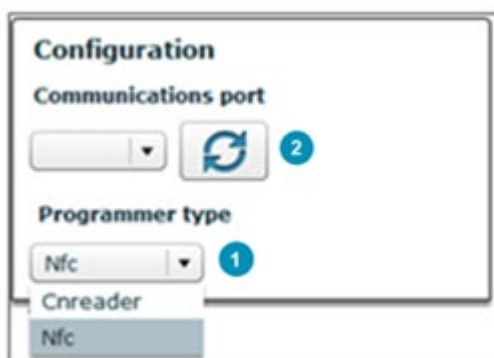 Configuration
Communications port
2
Programmer type
Nfc
1
Cnreader
Nfc